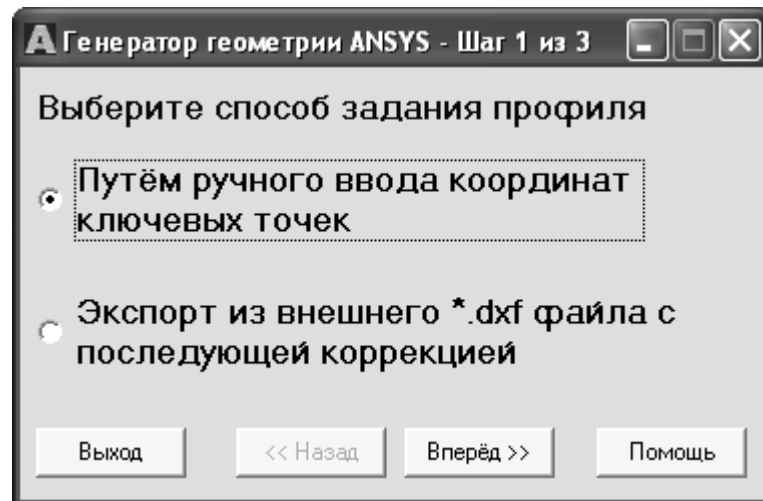 Генератор геометрии ANSYS - Шаг 1 из 3
Выберите способ задания профиля
Путём ручного ввода координат
ключевых точек
Экспорт из внешнего *.dxf файла с
последующей коррекцией
Выход
<< Назад
Вперёд >>
Помощь